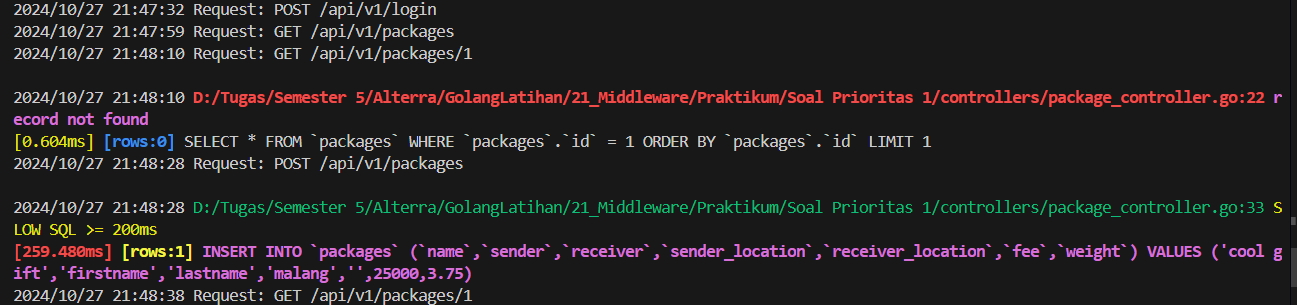 2024/10/27 21:47:32 Request: POST /api/v1/login
2024/10/27 21:47:59 Request: GET /api/v1/packages
2024/10/27 21:48:10 Request: GET /api/v1/packages/1
2024/10/27 21:48:10 D:/Tugas/Semester 5/Alterra/GolangLatihan/21_Middleware/Praktikum/Soal Prioritas 1/controllers/package_controller.go:22 r
ecord not found
[0.604ms] [rows:0] SELECT * FROM `packages` WHERE `packages`.`id` = 1 ORDER BY `packages`.`id` LIMIT 1
2024/10/27 21:48:28 Request: POST /api/v1/packages
2024/10/27 21:48:28 D:/Tugas/Semester 5/Alterra/GolangLatihan/21_Middleware/Praktikum/Soal Prioritas 1/controllers/package_controller.go:33 S
LOW SQL >= 200ms
[259.480ms] [rows:1] INSERT INTO `packages` (`name`,`sender`,`receiver`,`sender_location`,`receiver_location`,`fee`,`weight`) VALUES ('cool g
ift','firstname','lastname','malang','',25000,3.75)
2024/10/27 21:48:38 Request: GET /api/v1/packages/1